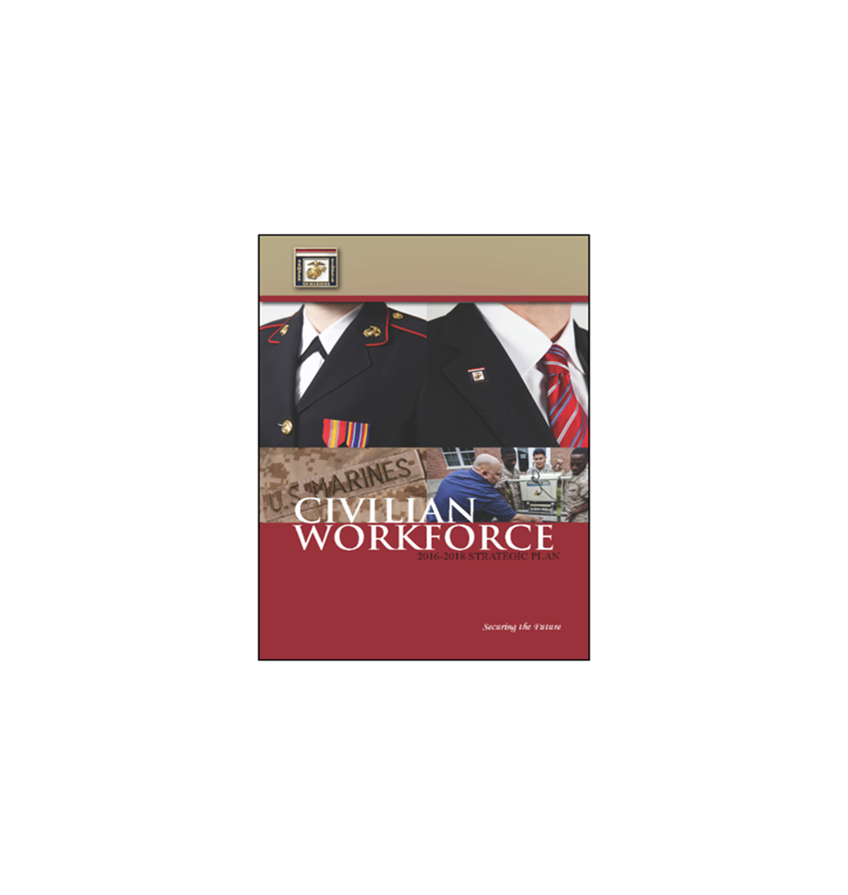 U.S. MARINES
CIVILIAN
WORKFORCE
2016-2018 STRATEGIC PLAN
Securing the Future